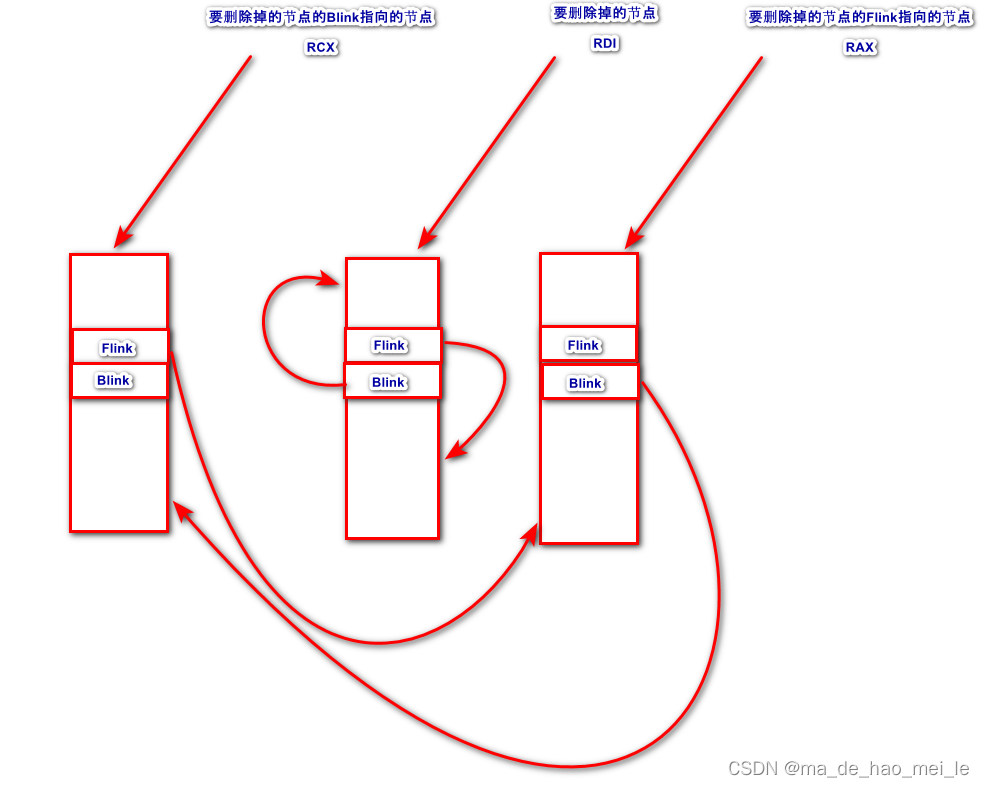 要删除掉的节点的Blink指向的节点
RCX
要删除掉的节点
RDI
要删除掉的节点的Flink指向的节点
RAX
Flink
Blink
Flink
Blink
Flink
Blink
CSDN @ma_de_hao_mei_le